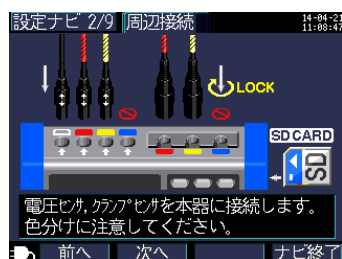 設定ナビ 2/9 周辺接続
14-04-21
11:08:47
LOCK
SD CARD
SD
電圧センサ, クランプセンサを本器に接続します。
色分けに注意してください。
前へ 次へ ナビ終了